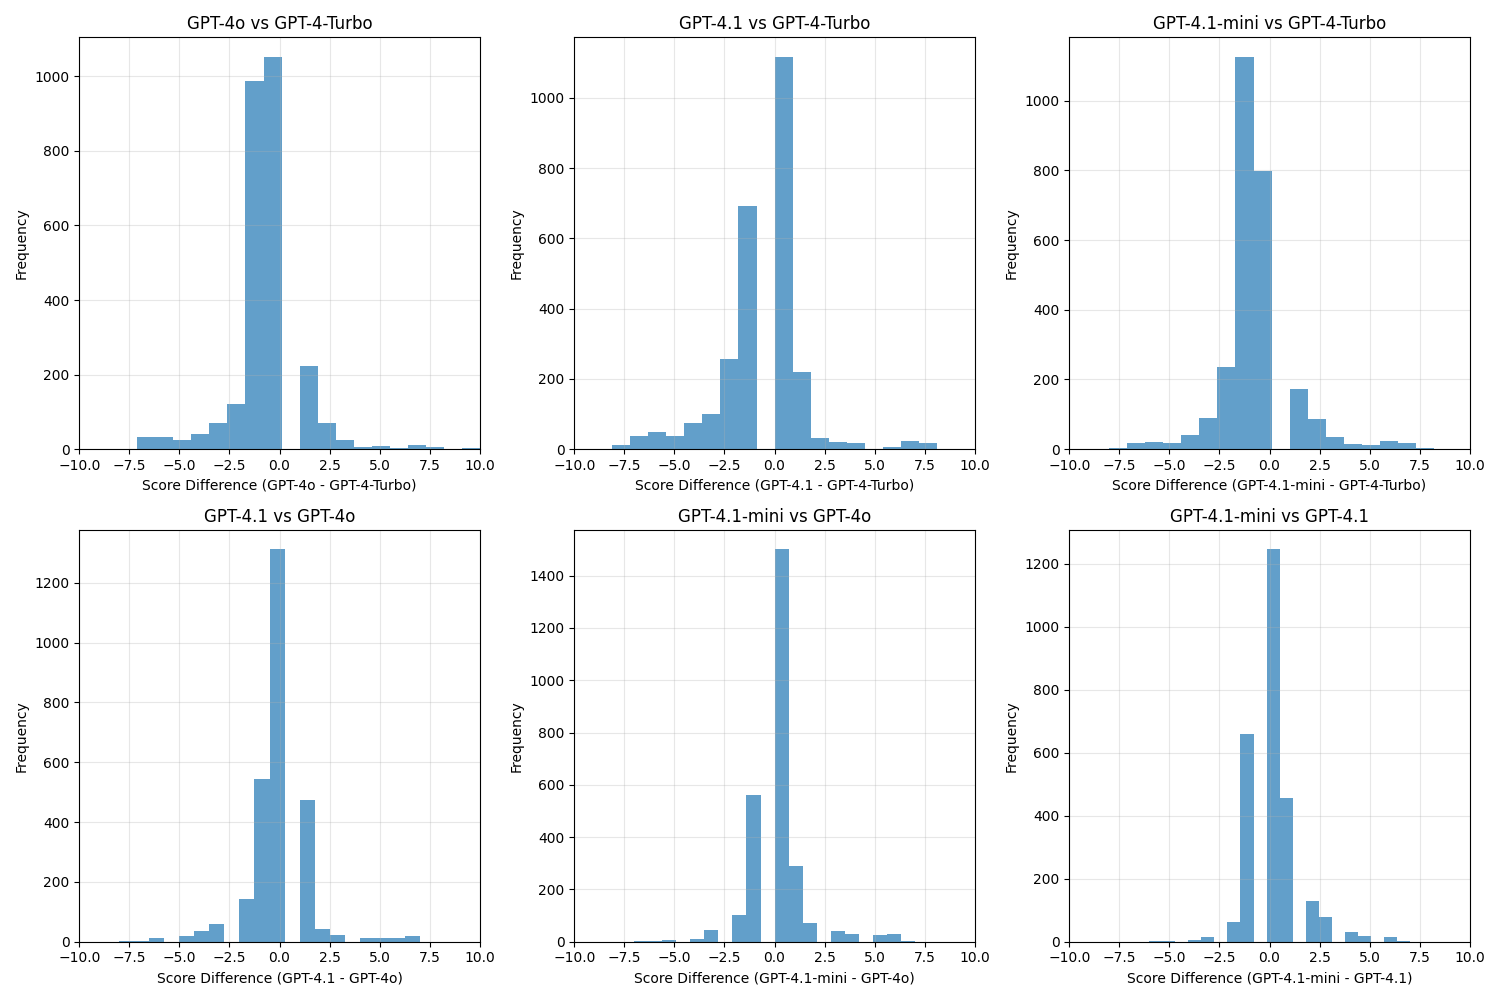 GPT-4o vs GPT-4-Turbo
Frequency
1000
800
600
400
200
0
−10.0 −7.5 −5.0 −2.5 0.0 2.5 5.0 7.5 10.0
Score Difference (GPT-4o - GPT-4-Turbo)
GPT-4.1 vs GPT-4-Turbo
Frequency
1000
800
600
400
200
0
−10.0 −7.5 −5.0 −2.5 0.0 2.5 5.0 7.5 10.0
Score Difference (GPT-4.1 - GPT-4-Turbo)
GPT-4.1-mini vs GPT-4-Turbo
Frequency
1000
800
600
400
200
0
−10.0 −7.5 −5.0 −2.5 0.0 2.5 5.0 7.5 10.0
Score Difference (GPT-4.1-mini - GPT-4-Turbo)
GPT-4.1 vs GPT-4o
Frequency
1200
1000
800
600
400
200
0
−10.0 −7.5 −5.0 −2.5 0.0 2.5 5.0 7.5 10.0
Score Difference (GPT-4.1 - GPT-4o)
GPT-4.1-mini vs GPT-4o
Frequency
1400
1200
1000
800
600
400
200
0
−10.0 −7.5 −5.0 −2.5 0.0 2.5 5.0 7.5 10.0
Score Difference (GPT-4.1-mini - GPT-4o)
GPT-4.1-mini vs GPT-4.1
Frequency
1200
1000
800
600
400
200
0
−10.0 −7.5 −5.0 −2.5 0.0 2.5 5.0 7.5 10.0
Score Difference (GPT-4.1-mini - GPT-4.1)